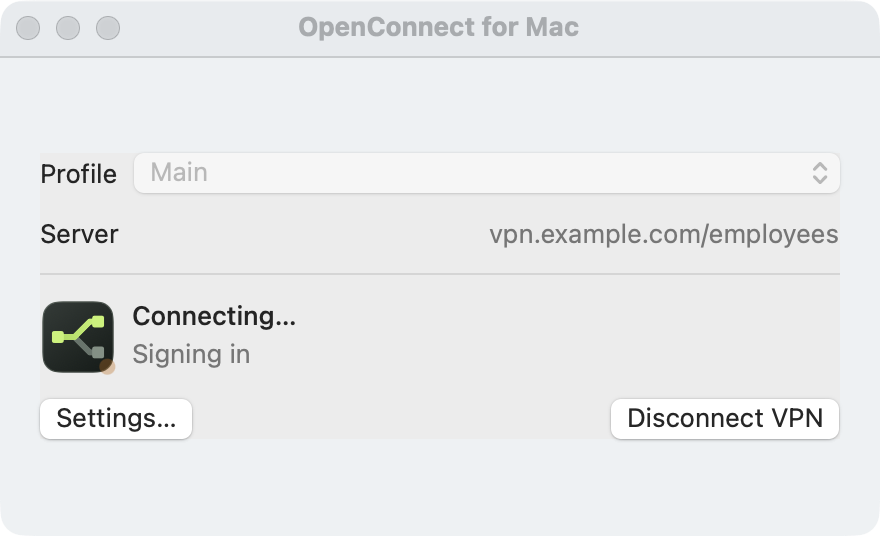 OpenConnect for Mac
Profile Main
Server vpn.example.com/employees
Connecting...
Signing in
Settings... Disconnect VPN